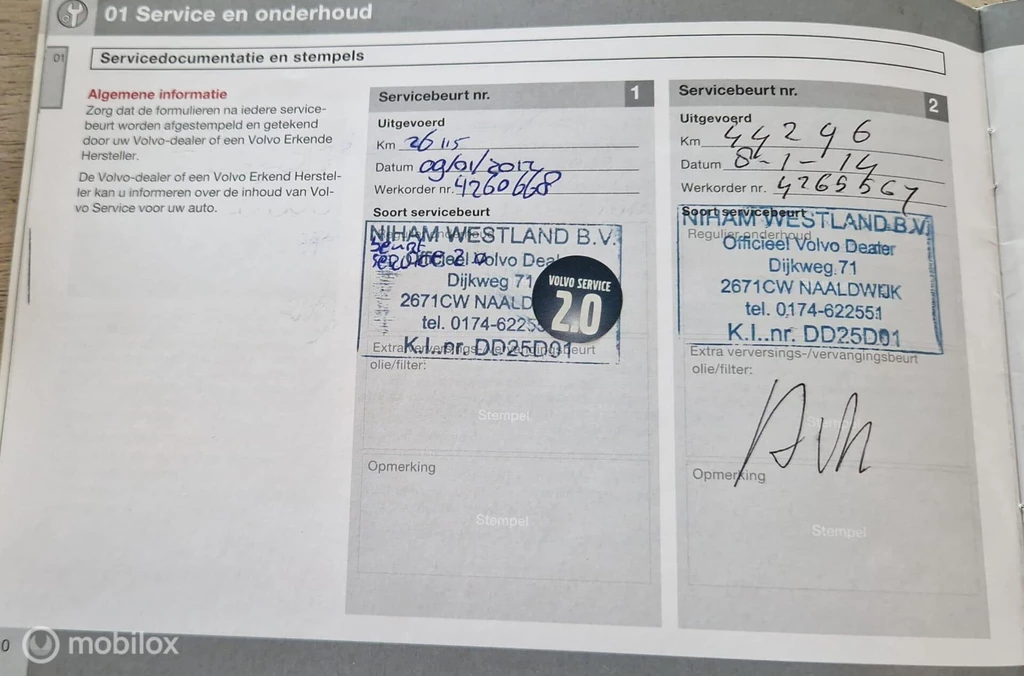 01 Service en onderhoud
01
Servicedocumentatie en stempels
Algemene informatie
Zorg dat de formulieren na iedere service-
beurt worden afgestempeld en getekend
door uw Volvo-dealer of een Volvo Erkende
Hersteller.
De Volvo-dealer of een Volvo Erkend Herstel-
ler kan u informeren over de inhoud van Vol-
vo Service voor uw auto.
Servicebeurt nr. 1
Uitgevoerd
Km 26115
Datum 09/01/2012
Werkorder nr. 4260668
Soort servicebeurt
NIHAM WESTLAND B.V.
beurt
service 2.0
Officieel Volvo Deal
Dijkweg 71
2671CW NAALD
tel. 0174-6225
K.I. nr. DD25D01
VOLVO SERVICE
2.0
Extra verversings-/vervangingsbeurt
olie/filter:
Stempel
Opmerking
Stempel
Servicebeurt nr. 2
Uitgevoerd
Km 44296
Datum 8-1-14
Werkorder nr. 4265567
Soort servicebeurt
NIHAM WESTLAND B.V.
Regulier onderhoud
Officieel Volvo Dealer
Dijkweg 71
2671CW NAALDWIJK
tel. 0174-622551
K.I..nr. DD25D01
Extra verversings-/vervangingsbeurt
olie/filter:
Stempel
Opmerking
Stempel
0
mobilox